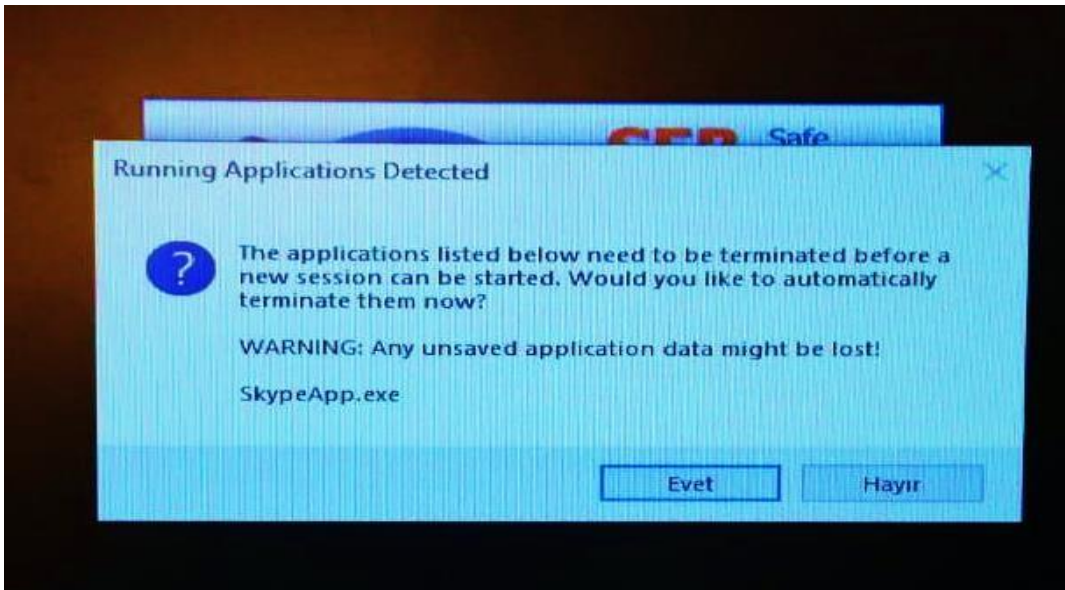 SEB Safe
Running Applications Detected
The applications listed below need to be terminated before a
new session can be started. Would you like to automatically
terminate them now?
WARNING: Any unsaved application data might be lost!
SkypeApp.exe
Evet Hayır